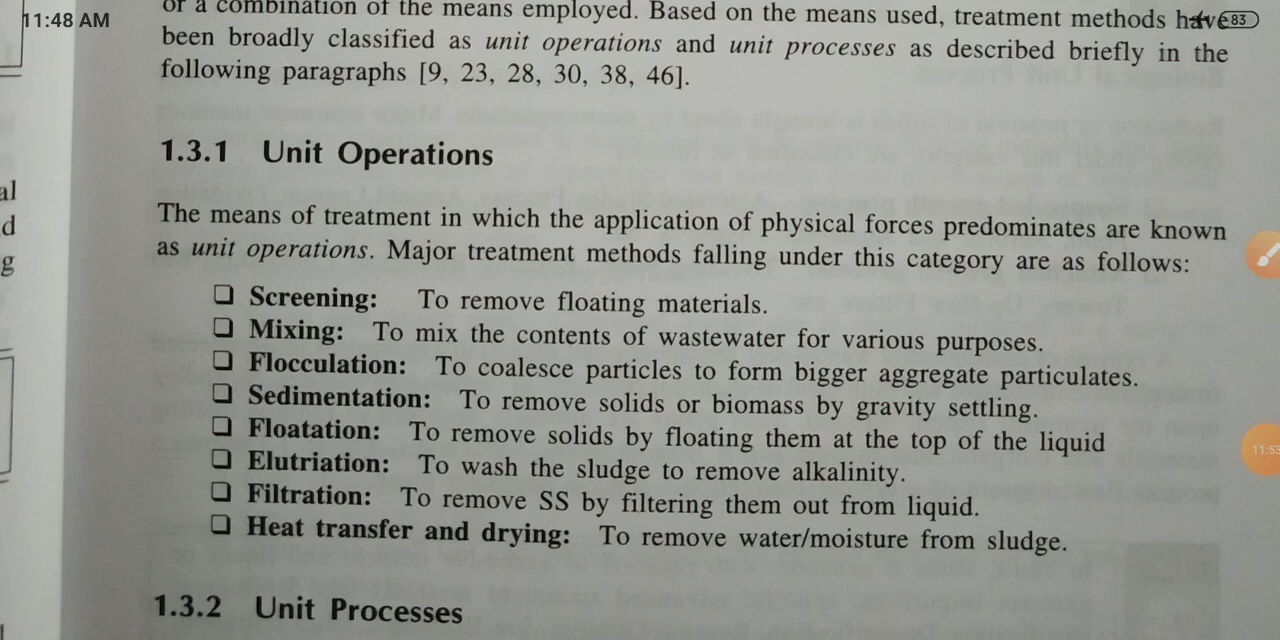 11:48 AM
83
or a combination of the means employed. Based on the means used, treatment methods have
been broadly classified as unit operations and unit processes as described briefly in the
following paragraphs [9, 23, 28, 30, 38, 46].
1.3.1 Unit Operations
The means of treatment in which the application of physical forces predominates are known
as unit operations. Major treatment methods falling under this category are as follows:
❑ Screening: To remove floating materials.
❑ Mixing: To mix the contents of wastewater for various purposes.
❑ Flocculation: To coalesce particles to form bigger aggregate particulates.
❑ Sedimentation: To remove solids or biomass by gravity settling.
❑ Floatation: To remove solids by floating them at the top of the liquid
❑ Elutriation: To wash the sludge to remove alkalinity.
❑ Filtration: To remove SS by filtering them out from liquid.
❑ Heat transfer and drying: To remove water/moisture from sludge.
1.3.2 Unit Processes
al
d
g
11:53